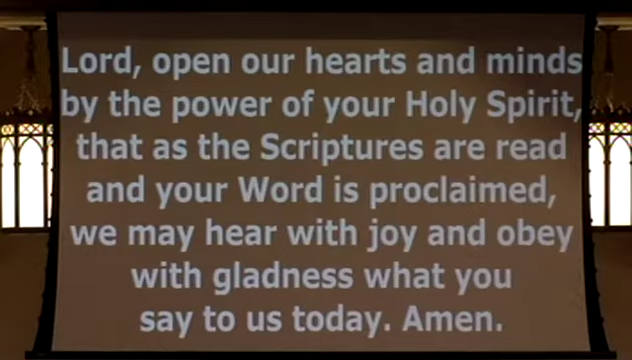 Lord, open our hearts and minds
by the power of your Holy Spirit,
that as the Scriptures are read
and your Word is proclaimed,
we may hear with joy and obey
with gladness what you
say to us today. Amen.